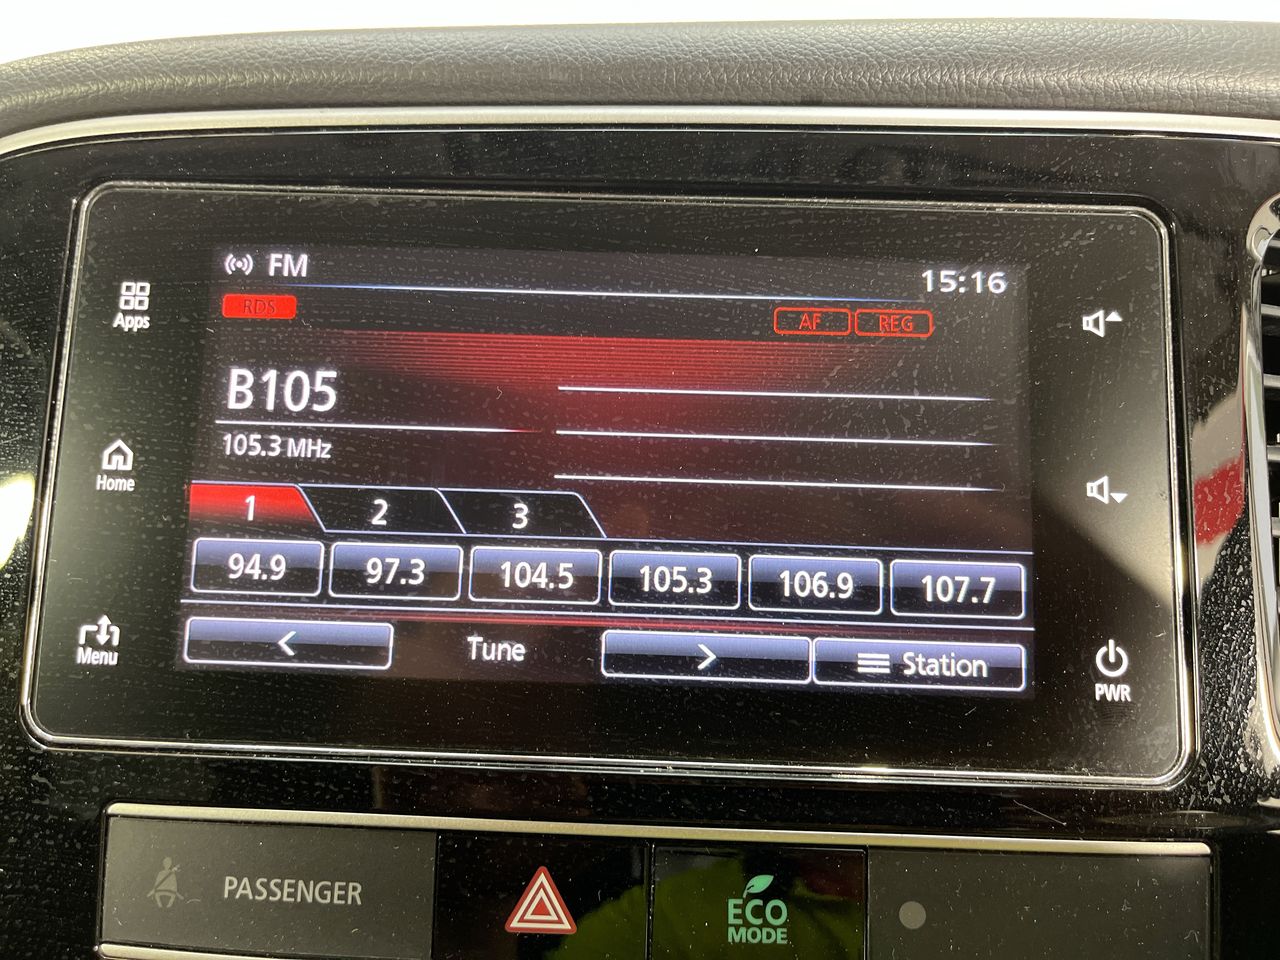 FM
15:16
RDS
AF REG
Apps
B105
105.3 MHz
Home
1 2 3
94.9 97.3 104.5 105.3 106.9 107.7
< Tune > Station
Menu
PWR
PASSENGER
ECO
MODE